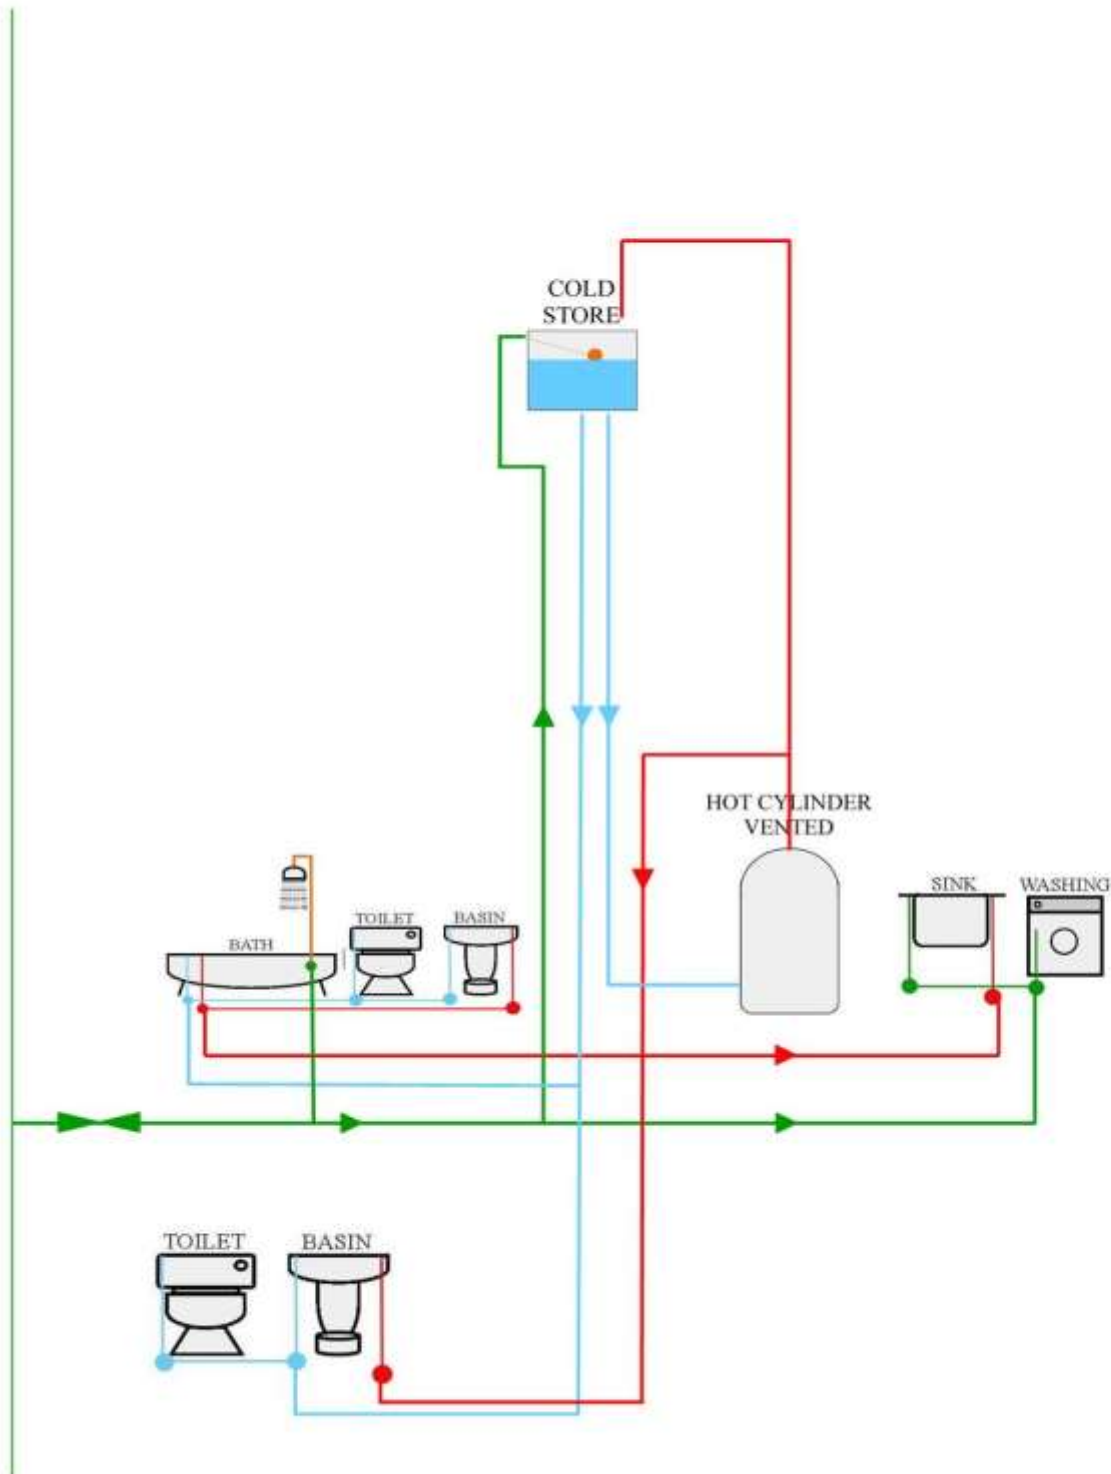 COLD
STORE
HOT CYLINDER
VENTED
SINK
WASHING
TOILET
BASIN
BATH
TOILET
BASIN